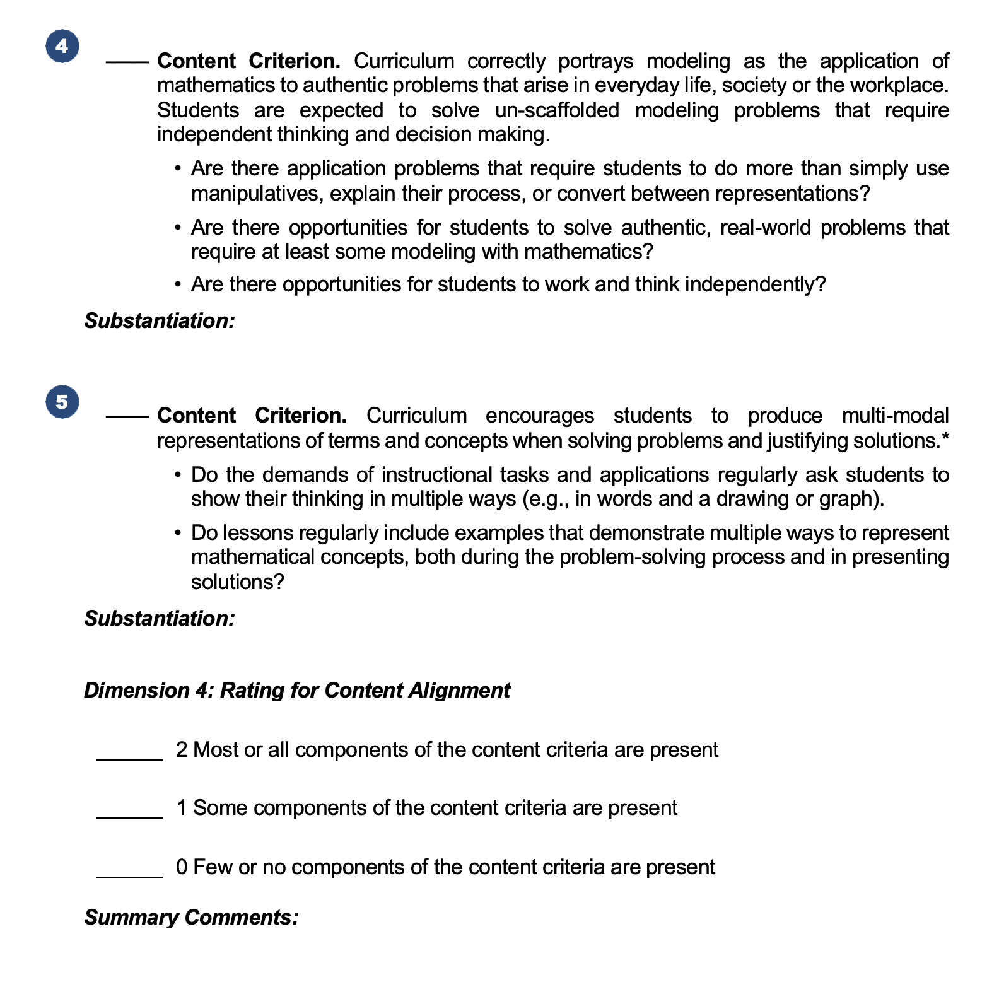 4
____ Content Criterion. Curriculum correctly portrays modeling as the application of
mathematics to authentic problems that arise in everyday life, society or the workplace.
Students are expected to solve un-scaffolded modeling problems that require
independent thinking and decision making.
• Are there application problems that require students to do more than simply use
manipulatives, explain their process, or convert between representations?
• Are there opportunities for students to solve authentic, real-world problems that
require at least some modeling with mathematics?
• Are there opportunities for students to work and think independently?
Substantiation:
5
____ Content Criterion. Curriculum encourages students to produce multi-modal
representations of terms and concepts when solving problems and justifying solutions.*
• Do the demands of instructional tasks and applications regularly ask students to
show their thinking in multiple ways (e.g., in words and a drawing or graph).
• Do lessons regularly include examples that demonstrate multiple ways to represent
mathematical concepts, both during the problem-solving process and in presenting
solutions?
Substantiation:
Dimension 4: Rating for Content Alignment
______ 2 Most or all components of the content criteria are present
______ 1 Some components of the content criteria are present
______ 0 Few or no components of the content criteria are present
Summary Comments: